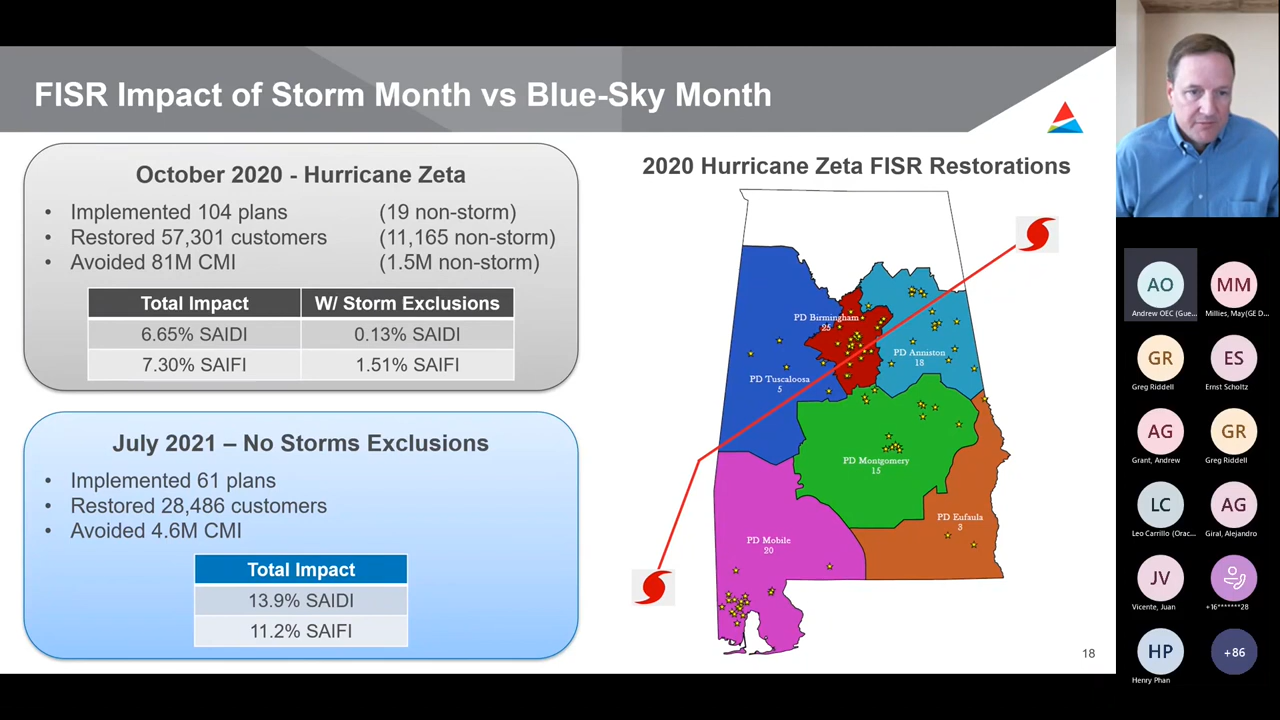 FISR Impact of Storm Month vs Blue-Sky Month
October 2020 - Hurricane Zeta
• Implemented 104 plans (19 non-storm)
• Restored 57,301 customers (11,165 non-storm)
• Avoided 81M CMI (1.5M non-storm)
Total Impact W/ Storm Exclusions
6.65% SAIDI 0.13% SAIDI
7.30% SAIFI 1.51% SAIFI
July 2021 – No Storms Exclusions
• Implemented 61 plans
• Restored 28,486 customers
• Avoided 4.6M CMI
Total Impact
13.9% SAIDI
11.2% SAIFI
2020 Hurricane Zeta FISR Restorations
PD Birmingham
25
PD Anniston
18
PD Tuscaloosa
5
PD Montgomery
15
PD Eufaula
3
PD Mobile
20
18
AO MM
Andrew OEC (Gue... Millies, May(GE D...
GR ES
Greg Riddell Ernst Scholtz
AG GR
Grant, Andrew Greg Riddell
LC AG
Leo Carrillo (Orac... Giral, Alejandro
JV
Vicente, Juan +16*******28
HP +86
Henry Phan